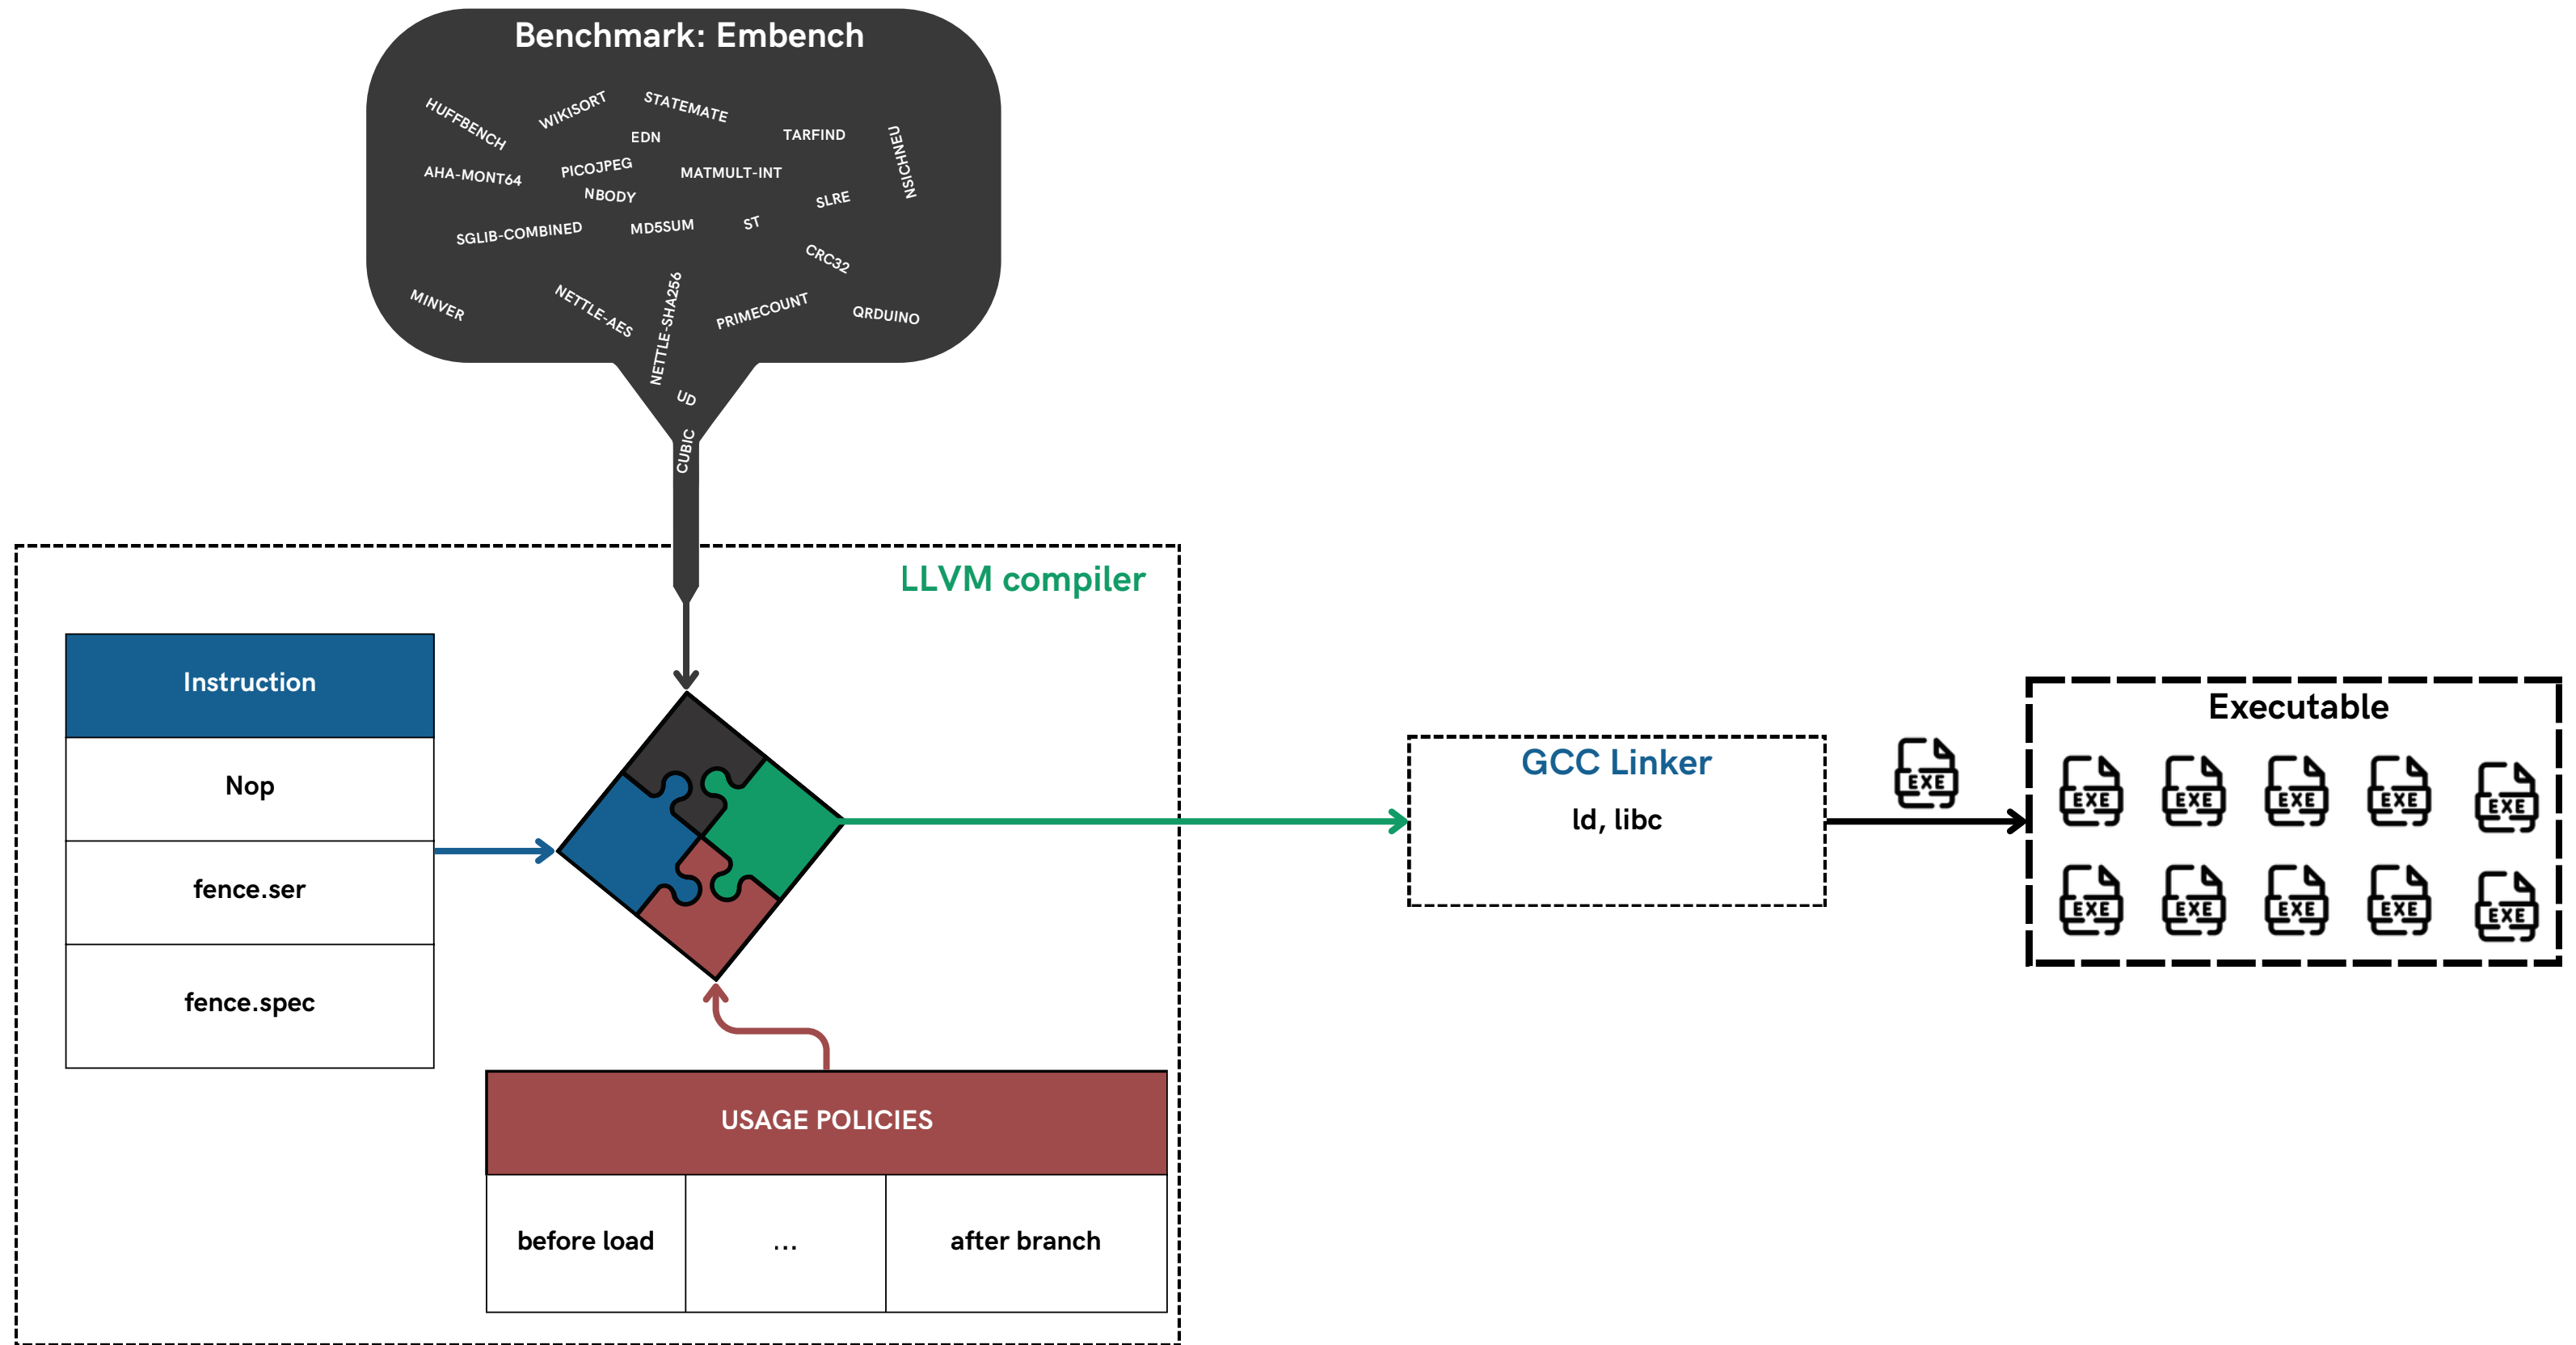 Benchmark: Embench
HUFFBENCH
WIKISORT
STATEMATE
EDN
TARFIND
NSICHNEU
AHA-MONT64
PICOJPEG
MATMULT-INT
NBODY
SLRE
SGLIB-COMBINED
MD5SUM
ST
CRC32
MINVER
NETTLE-AES
NETTLE-SHA256
PRIMECOUNT
QRDUINO
UD
CUBIC
LLVM compiler
Instruction
Nop
fence.ser
fence.spec
USAGE POLICIES
before load
...
after branch
GCC Linker
ld, libc
EXE
Executable
EXE
EXE
EXE
EXE
EXE
EXE
EXE
EXE
EXE
EXE